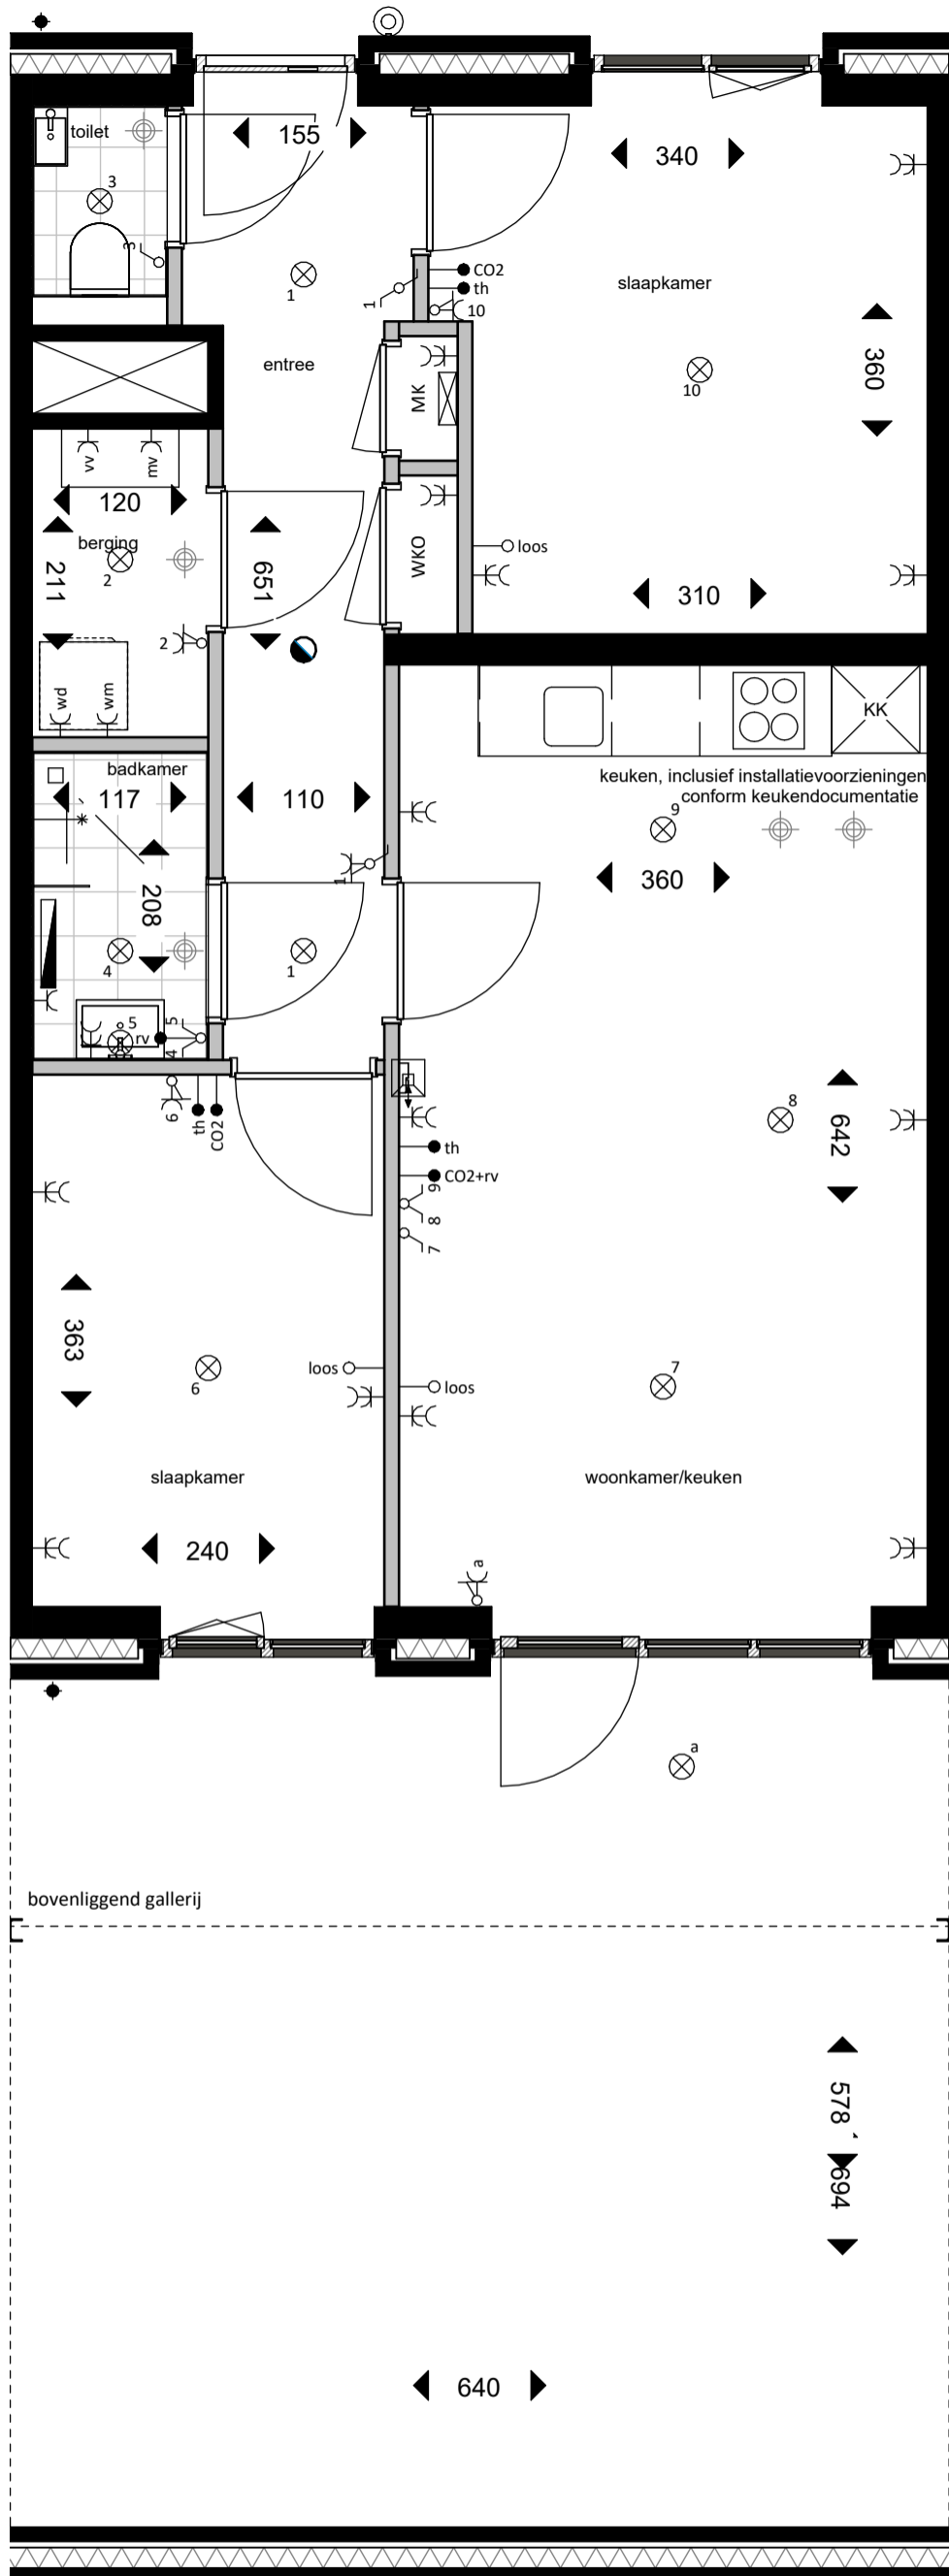 toilet
3
3
155
1
entree
1
CO2
th
10
340
slaapkamer
360
10
MK
WKO
loos
310
vv
mv
120
berging
2
211
651
2
wd
wm
KK
keuken, inclusief installatievoorzieningen
conform keukendocumentatie
badkamer
117
110
9
360
208
1
4
1
5
rv
5
4
6
th
CO2
8
642
th
CO2+rv
9
8
7
363
6
loos
loos
7
slaapkamer
woonkamer/keuken
240
a
a
bovenliggend gallerij
578
694
640